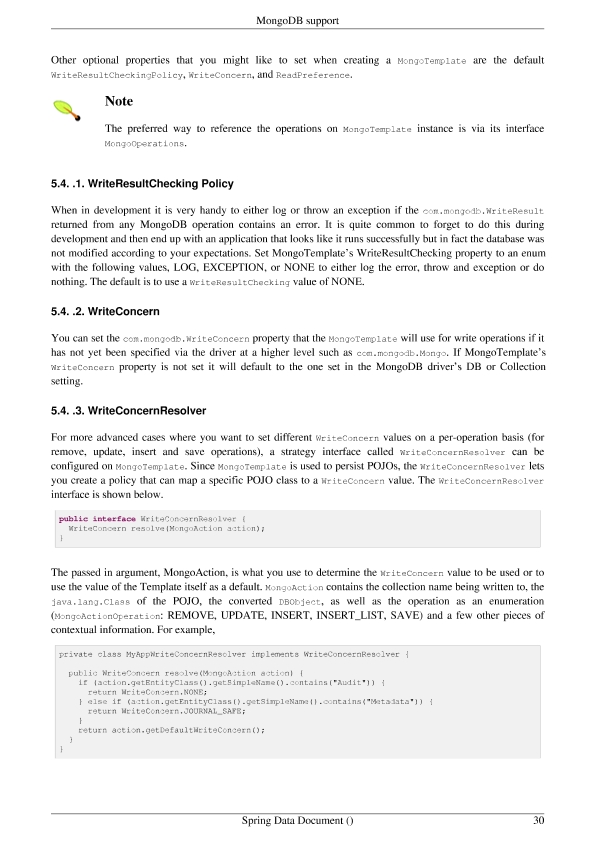 MongoDB support
Other optional properties that you might like to set when creating a MongoTemplate are the default
WriteResultCheckingPolicy, WriteConcern, and ReadPreference.
Note
The preferred way to reference the operations on MongoTemplate instance is via its interface
MongoOperations.
5.4. .1. WriteResultChecking Policy
When in development it is very handy to either log or throw an exception if the com.mongodb.WriteResult
returned from any MongoDB operation contains an error. It is quite common to forget to do this during
development and then end up with an application that looks like it runs successfully but in fact the database was
not modified according to your expectations. Set MongoTemplate's WriteResultChecking property to an enum
with the following values, LOG, EXCEPTION, or NONE to either log the error, throw and exception or do
nothing. The default is to use a WriteResultChecking value of NONE.
5.4. .2. WriteConcern
You can set the com.mongodb.WriteConcern property that the MongoTemplate will use for write operations if it
has not yet been specified via the driver at a higher level such as com.mongodb.Mongo. If MongoTemplate's
WriteConcern property is not set it will default to the one set in the MongoDB driver's DB or Collection
setting.
5.4. .3. WriteConcernResolver
For more advanced cases where you want to set different WriteConcern values on a per-operation basis (for
remove, update, insert and save operations), a strategy interface called WriteConcernResolver can be
configured on MongoTemplate. Since MongoTemplate is used to persist POJOs, the WriteConcernResolver lets
you create a policy that can map a specific POJO class to a WriteConcern value. The WriteConcernResolver
interface is shown below.
public interface WriteConcernResolver {
  WriteConcern resolve(MongoAction action);
}
The passed in argument, MongoAction, is what you use to determine the WriteConcern value to be used or to
use the value of the Template itself as a default. MongoAction contains the collection name being written to, the
java.lang.Class of the POJO, the converted DBObject, as well as the operation as an enumeration
(MongoActionOperation: REMOVE, UPDATE, INSERT, INSERT_LIST, SAVE) and a few other pieces of
contextual information. For example,
private class MyAppWriteConcernResolver implements WriteConcernResolver {
  public WriteConcern resolve(MongoAction action) {
    if (action.getEntityClass().getSimpleName().contains("Audit")) {
      return WriteConcern.NONE;
    } else if (action.getEntityClass().getSimpleName().contains("Metadata")) {
      return WriteConcern.JOURNAL_SAFE;
    }
    return action.getDefaultWriteConcern();
  }
}
Spring Data Document () 30